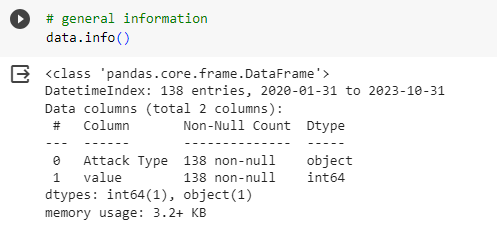 # general information
data.info()
<class 'pandas.core.frame.DataFrame'>
DatetimeIndex: 138 entries, 2020-01-31 to 2023-10-31
Data columns (total 2 columns):
 #   Column       Non-Null Count  Dtype
---  ------       --------------  -----
 0   Attack Type  138 non-null    object
 1   value        138 non-null    int64
dtypes: int64(1), object(1)
memory usage: 3.2+ KB